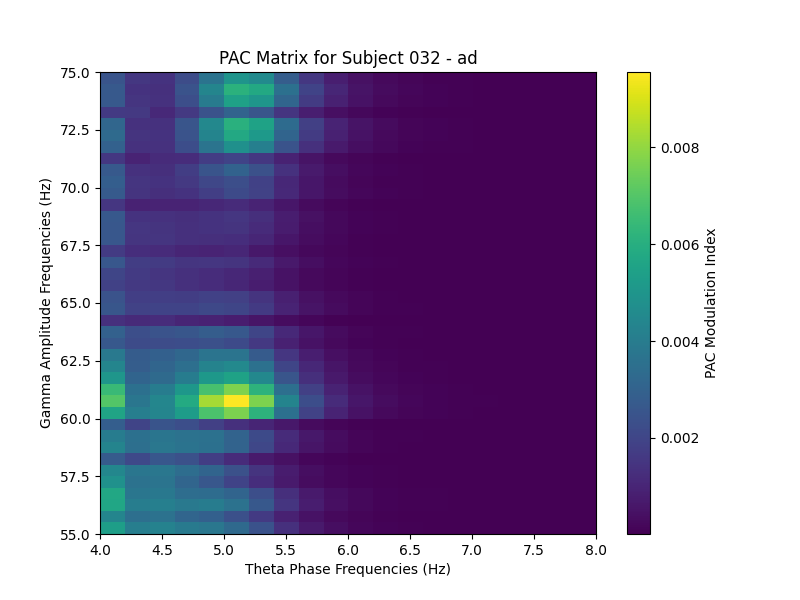 PAC Matrix for Subject 032 - ad
75.0
72.5
70.0
67.5
65.0
62.5
60.0
57.5
55.0
Gamma Amplitude Frequencies (Hz)
4.0 4.5 5.0 5.5 6.0 6.5 7.0 7.5 8.0
Theta Phase Frequencies (Hz)
0.008
0.006
0.004
0.002
PAC Modulation Index